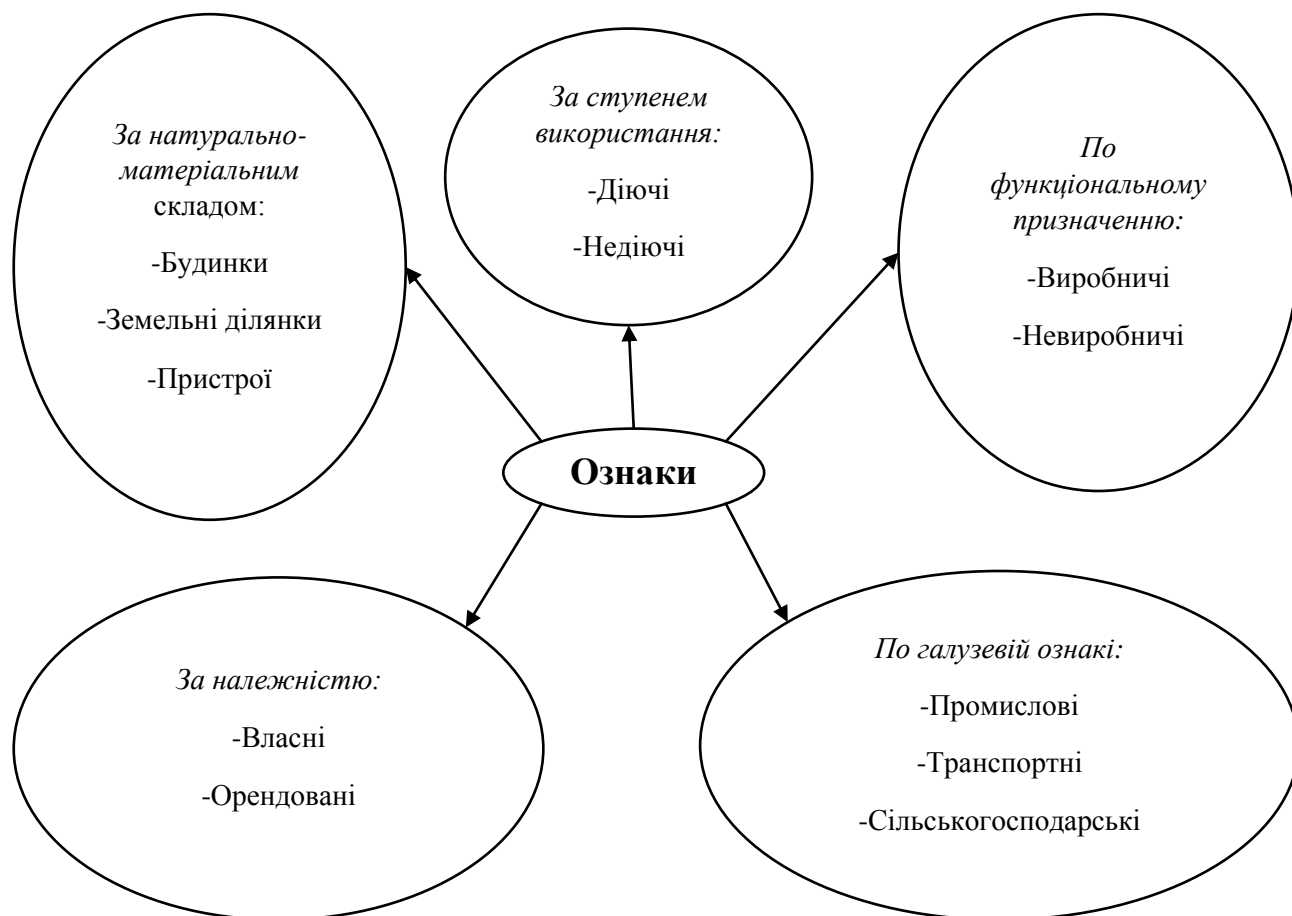 За натурально-
матеріальним
складом:
-Будинки
-Земельні ділянки
-Пристрої
За ступенем
використання:
-Діючі
-Недіючі
По
функціональному
призначенню:
-Виробничі
-Невиробничі
Ознаки
За належністю:
-Власні
-Орендовані
По галузевій ознакі:
-Промислові
-Транспортні
-Сільськогосподарські